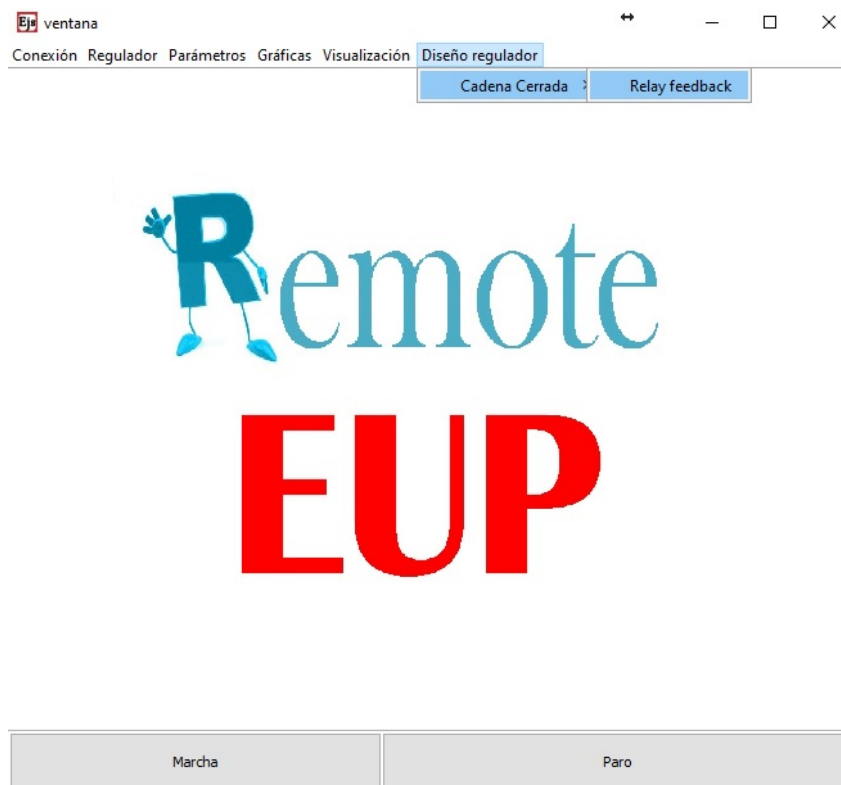 Ejs ventana
Conexión Regulador Parámetros Gráficas Visualización Diseño regulador
Cadena Cerrada Relay feedback
Remote
EUP
Marcha Paro